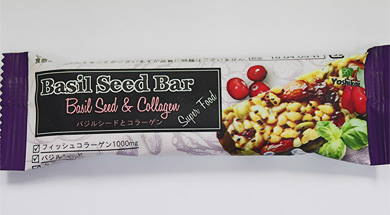 Basil Seed Bar
Basil Seed & Collagen
Super Food
バジルシードとコラーゲン
フィッシュコラーゲン1000mg